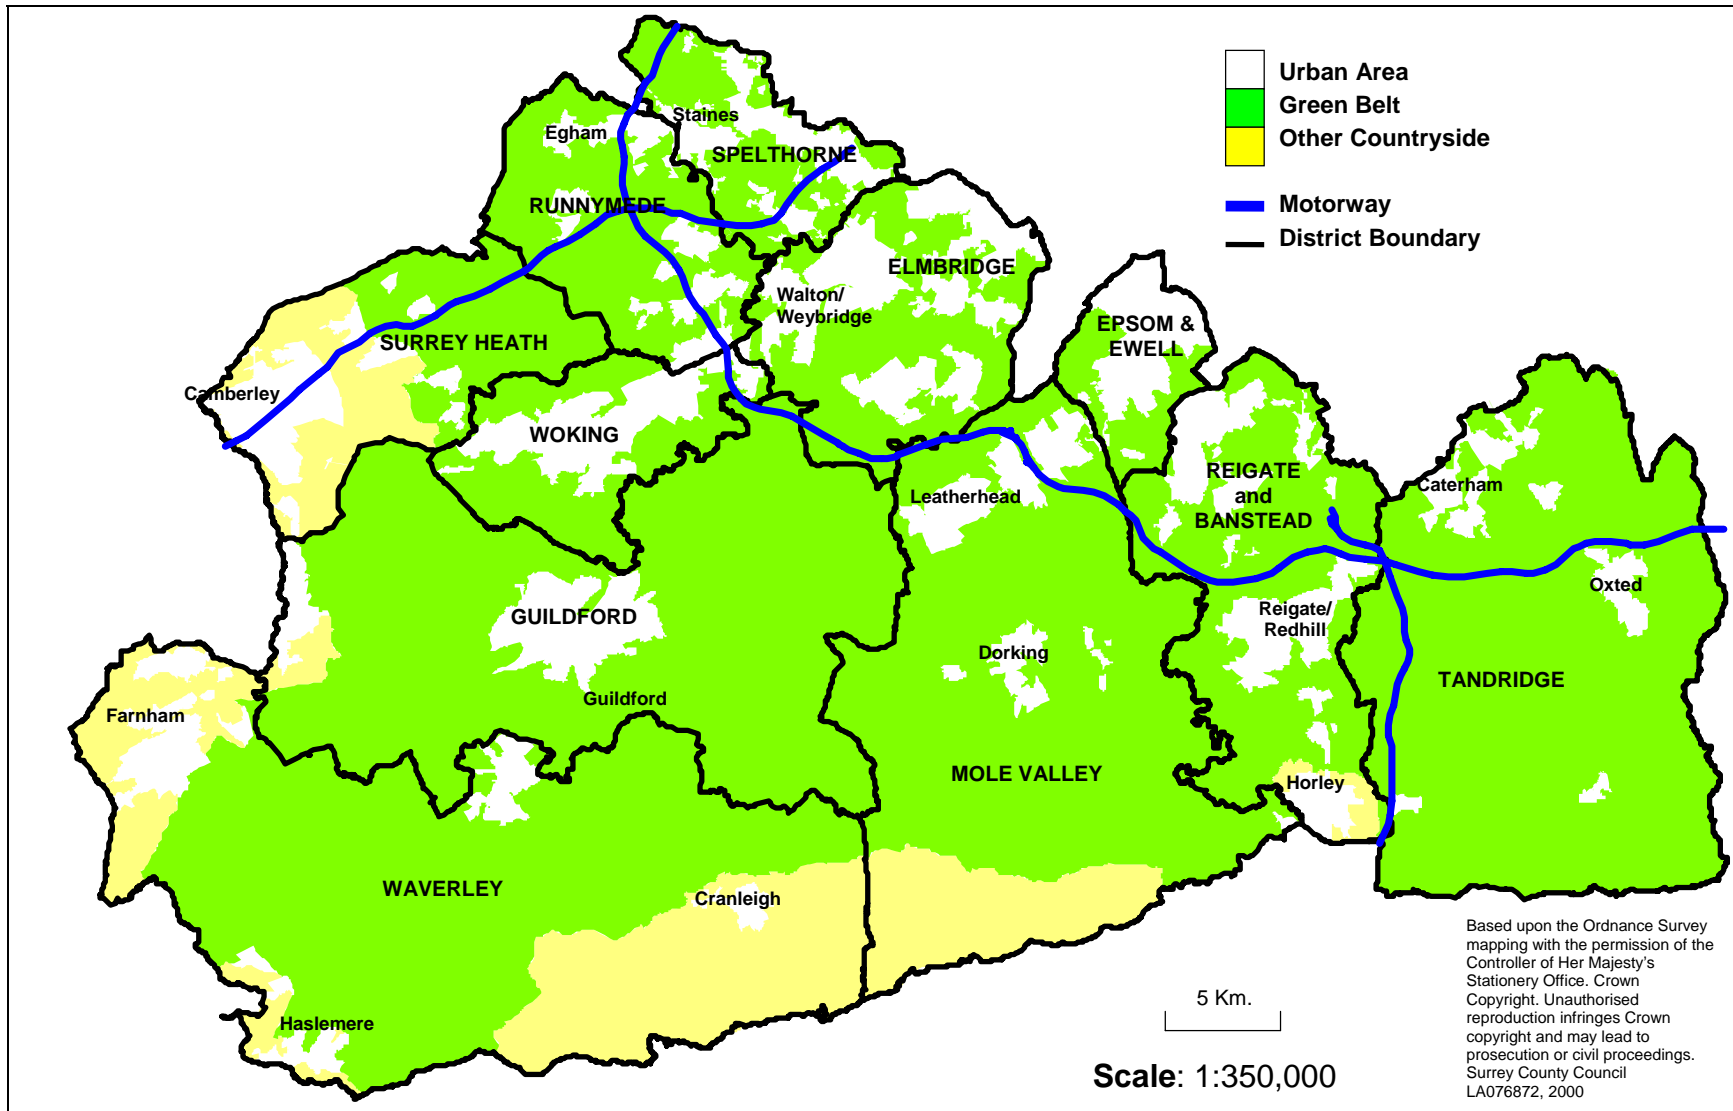 Urban Area
Green Belt
Other Countryside
Motorway
District Boundary
Staines
Egham
SPELTHORNE
RUNNYMEDE
ELMBRIDGE
Walton/
Weybridge
EPSOM &
EWELL
SURREY HEATH
Camberley
WOKING
REIGATE
and
BANSTEAD
Leatherhead
Caterham
Oxted
GUILDFORD
Reigate/
Redhill
Dorking
TANDRIDGE
Guildford
Farnham
MOLE VALLEY
Horley
WAVERLEY
Cranleigh
Haslemere
5 Km.
Scale: 1:350,000
Based upon the Ordnance Survey
mapping with the permission of the
Controller of Her Majesty's
Stationery Office. Crown
Copyright. Unauthorised
reproduction infringes Crown
copyright and may lead to
prosecution or civil proceedings.
Surrey County Council
LA076872, 2000